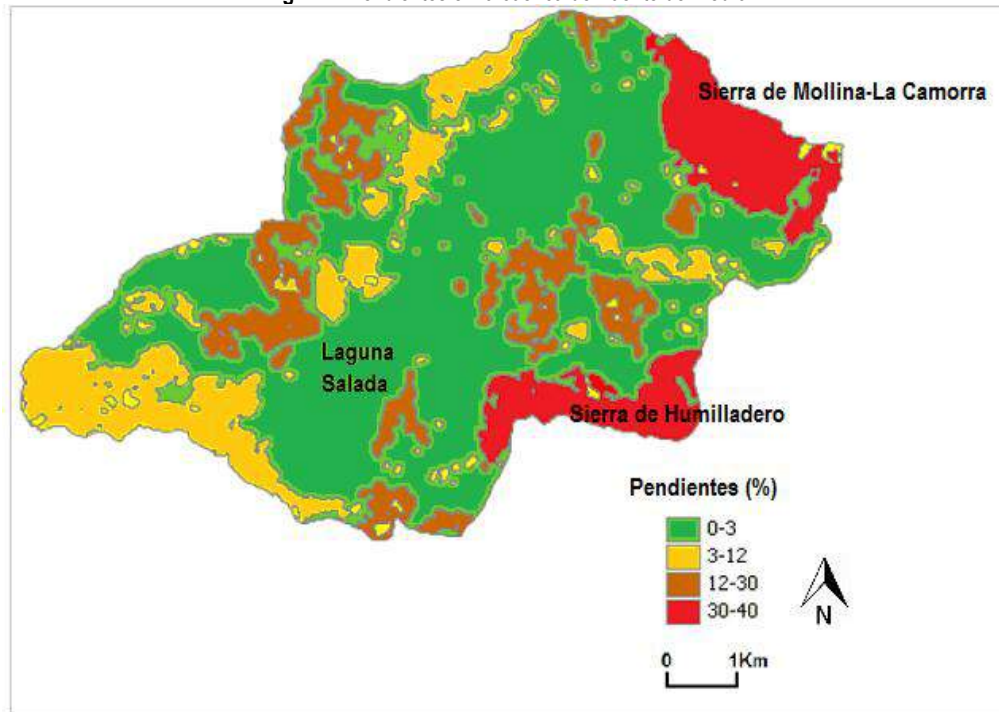 Sierra de Mollina-La Camorra
Laguna
Salada
Sierra de Humilladero
Pendientes (%)
0-3
3-12
12-30
30-40
N
0 1Km